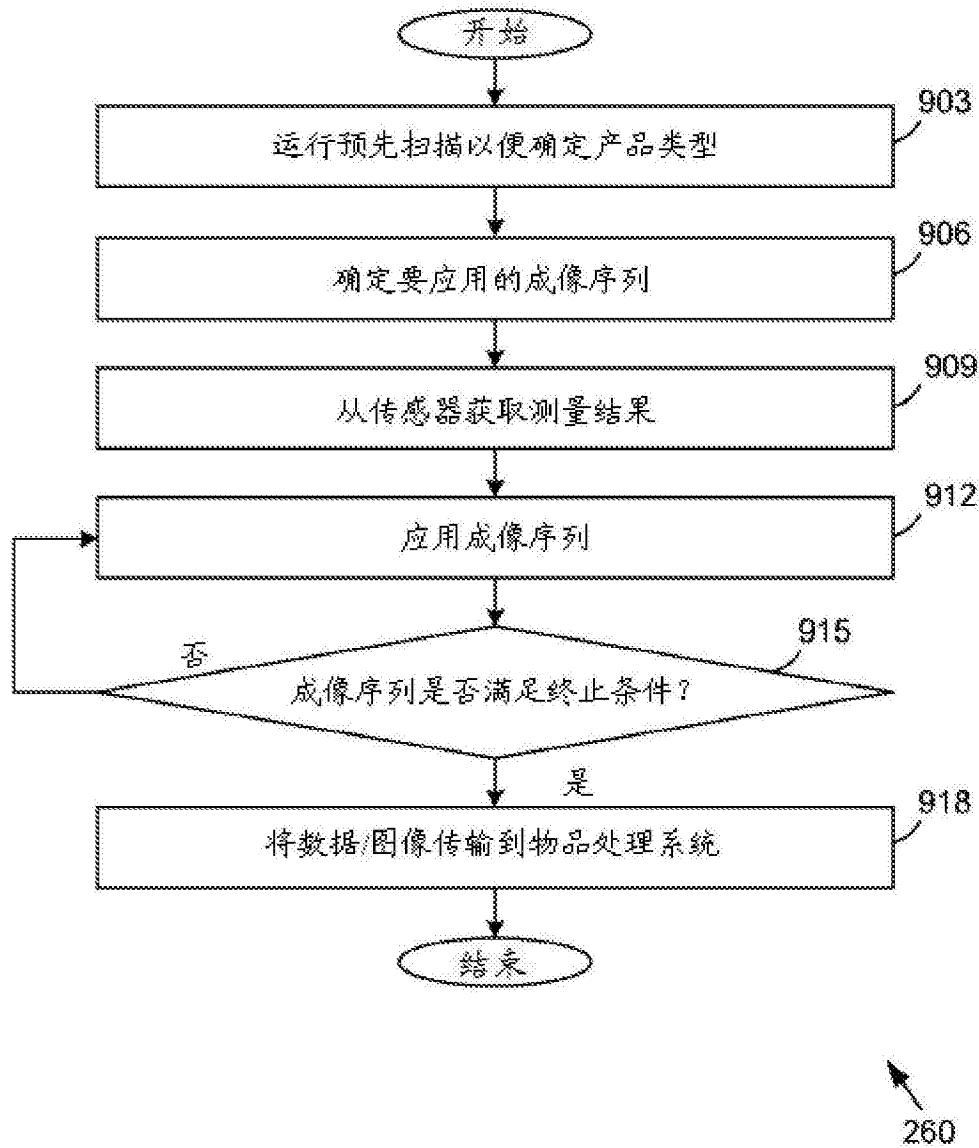 开始
903
运行预先扫描以便确定产品类型
906
确定要应用的成像序列
909
从传感器获取测量结果
912
应用成像序列
915
否
成像序列是否满足终止条件？
是
918
将数据/图像传输到物品处理系统
结束
260